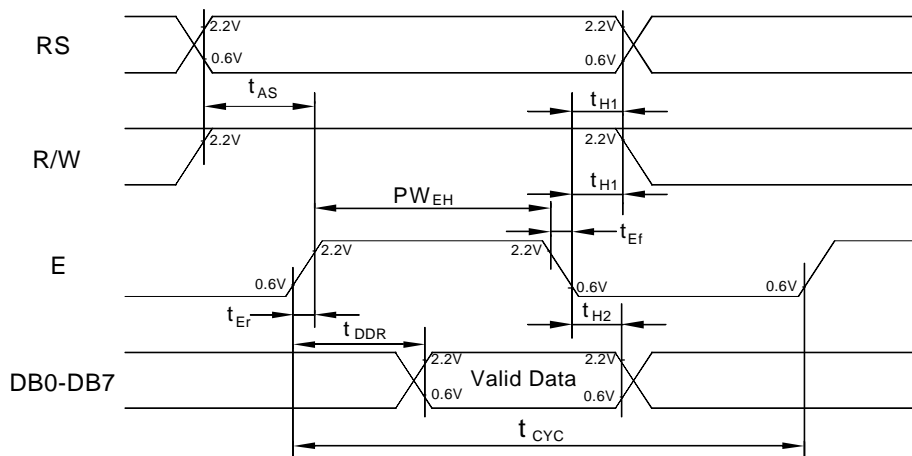 RS
2.2V
0.6V
2.2V
0.6V
tAS
tH1
R/W
2.2V
2.2V
tH1
PWEH
tEf
E
2.2V
2.2V
0.6V
0.6V
0.6V
tEr
tDDR
tH2
DB0-DB7
2.2V
0.6V
Valid Data
2.2V
0.6V
tCYC